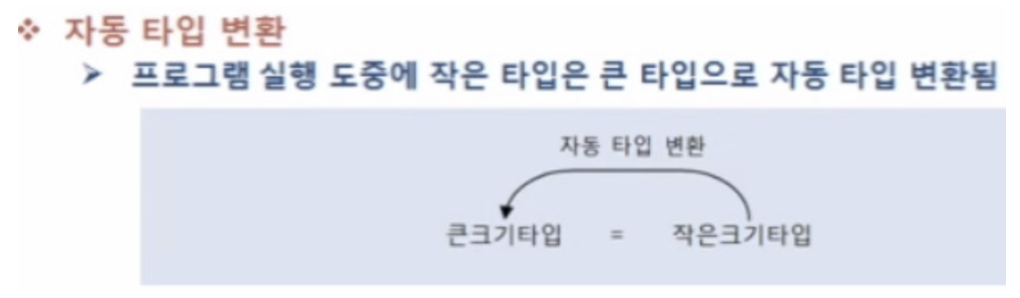 ❖ 자동 타입 변환
➤ 프로그램 실행 도중에 작은 타입은 큰 타입으로 자동 타입 변환됨
자동 타입 변환
큰크기타입 = 작은크기타입